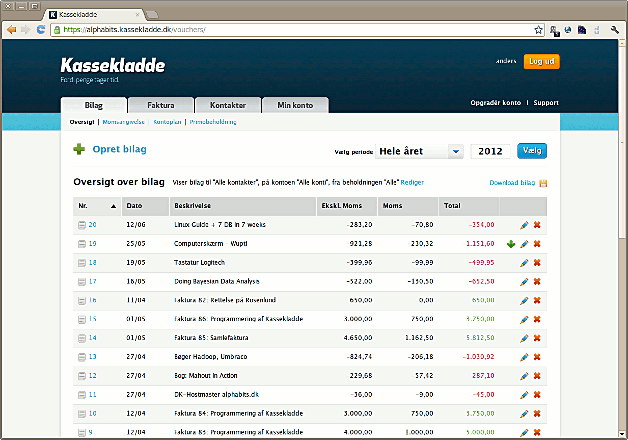 Kassekladde
https://alphabits.kassekladde.dk/vouchers/
Kassekladde
Fordi penge tager tid.
anders Log ud
Bilag Faktura Kontakter Min konto
Opgradér konto | Support
Oversigt | Momsangivelse | Kontoplan | Primobeholdning
Opret bilag
Vælg periode Hele året 2012 Vælg
Oversigt over bilag Viser bilag til "Alle kontakter", på kontoen "Alle konti", fra beholdningen "Alle" Rediger
Download bilag
Nr. Dato Beskrivelse Ekskl. Moms Moms Total
20 12/06 Linux Guide + 7 DB in 7 weeks -283,20 -70,80 -354,00
19 25/05 Computerskærm - Wupti -921,28 230,32 1.151,60
18 19/05 Tastatur Logitech -399,96 -99,99 -499,95
17 16/05 Doing Bayesian Data Analysis -522,00 -130,50 -652,50
16 11/04 Faktura 82: Rettelse på Rosenlund 650,00 0,00 650,00
15 01/05 Faktura 86: Programmering af Kassekladde 3.000,00 750,00 3.750,00
14 01/05 Faktura 85: Samlefaktura 4.650,00 1.162,50 5.812,50
13 27/04 Bøger Hadoop, Umbraco -824,74 -206,18 -1.030,92
12 27/04 Bog: Mahout in Action 229,68 57,42 287,10
11 27/04 DK-Hostmaster alphabits.dk -36,00 -9,00 -45,00
10 27/04 Faktura 84: Programmering af Kassekladde 3.000,00 750,00 3.750,00
9 27/04 Faktura 83: Programmering af Kassekladde 4.000,00 1.000,00 5.000,00